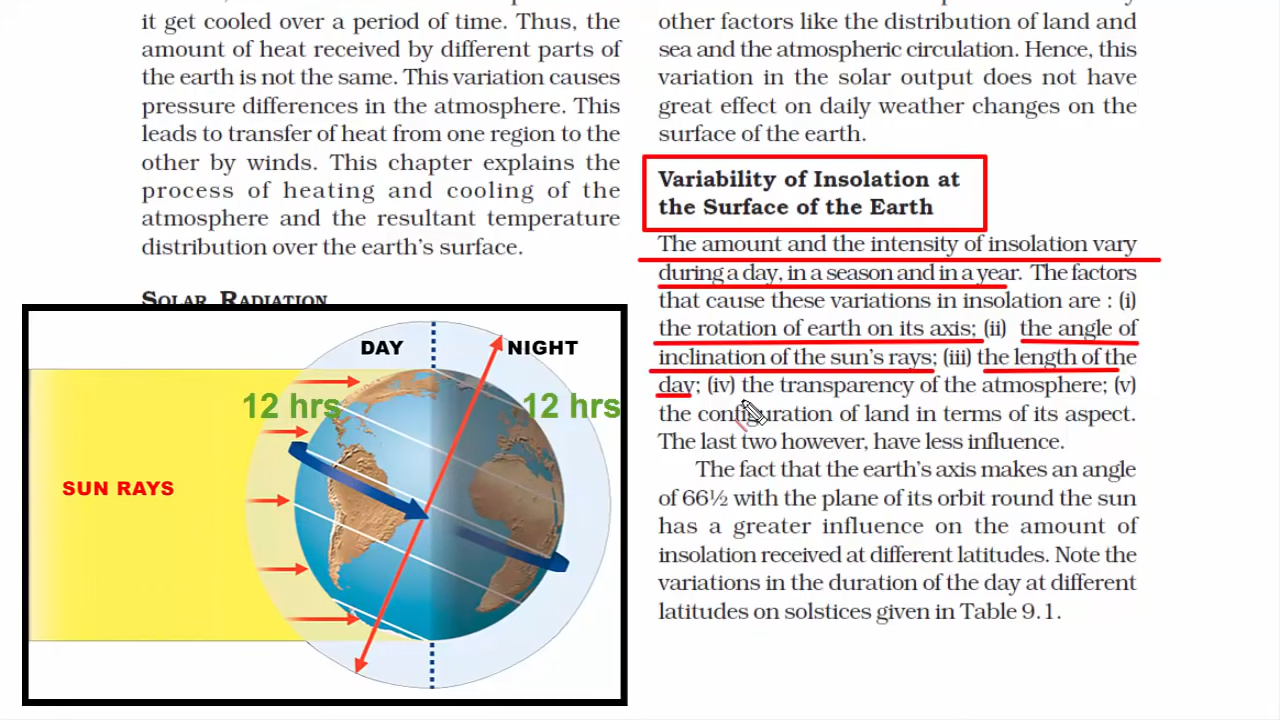 it get cooled over a period of time. Thus, the
amount of heat received by different parts of
the earth is not the same. This variation causes
pressure differences in the atmosphere. This
leads to transfer of heat from one region to the
other by winds. This chapter explains the
process of heating and cooling of the
atmosphere and the resultant temperature
distribution over the earth's surface.
SOLAR RADIATION
DAY
NIGHT
12 hrs
12 hrs
SUN RAYS
other factors like the distribution of land and
sea and the atmospheric circulation. Hence, this
variation in the solar output does not have
great effect on daily weather changes on the
surface of the earth.
Variability of Insolation at
the Surface of the Earth
The amount and the intensity of insolation vary
during a day, in a season and in a year. The factors
that cause these variations in insolation are : (i)
the rotation of earth on its axis; (ii) the angle of
inclination of the sun's rays; (iii) the length of the
day; (iv) the transparency of the atmosphere; (v)
the configuration of land in terms of its aspect.
The last two however, have less influence.
The fact that the earth's axis makes an angle
of 66½ with the plane of its orbit round the sun
has a greater influence on the amount of
insolation received at different latitudes. Note the
variations in the duration of the day at different
latitudes on solstices given in Table 9.1.